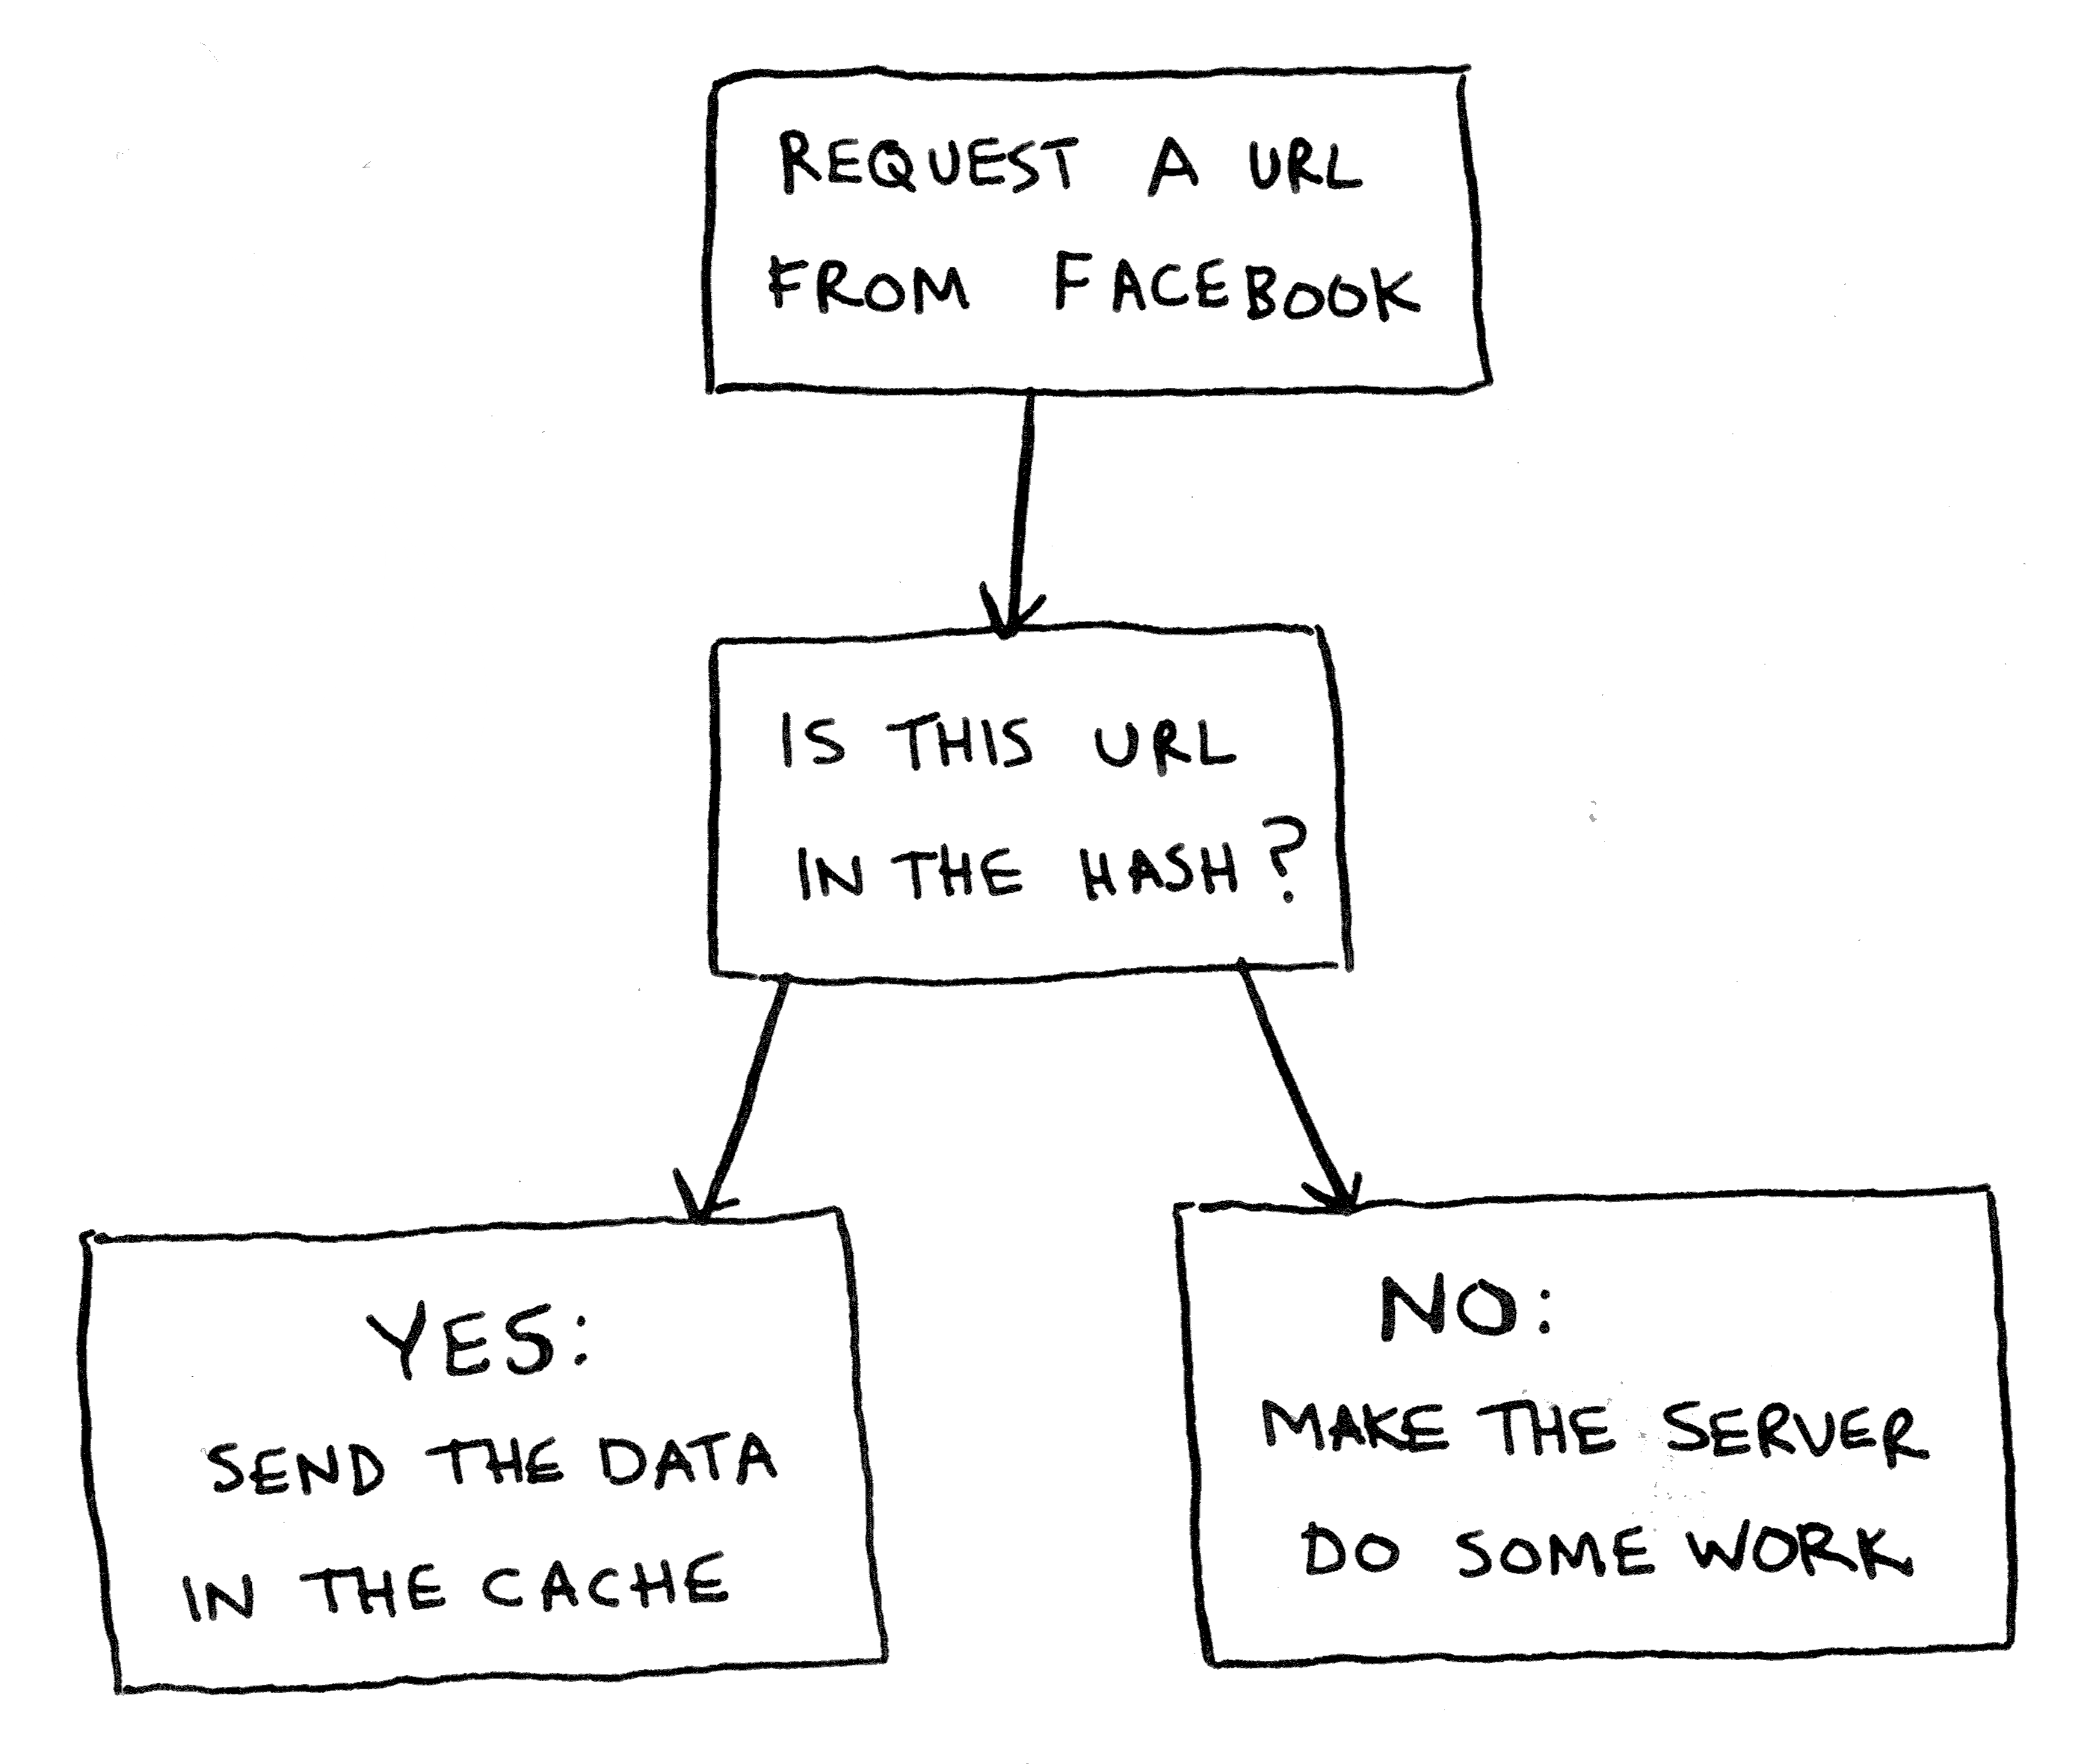 REQUEST A URL
FROM FACEBOOK
IS THIS URL
IN THE HASH?
YES:
SEND THE DATA
IN THE CACHE
NO:
MAKE THE SERVER
DO SOME WORK